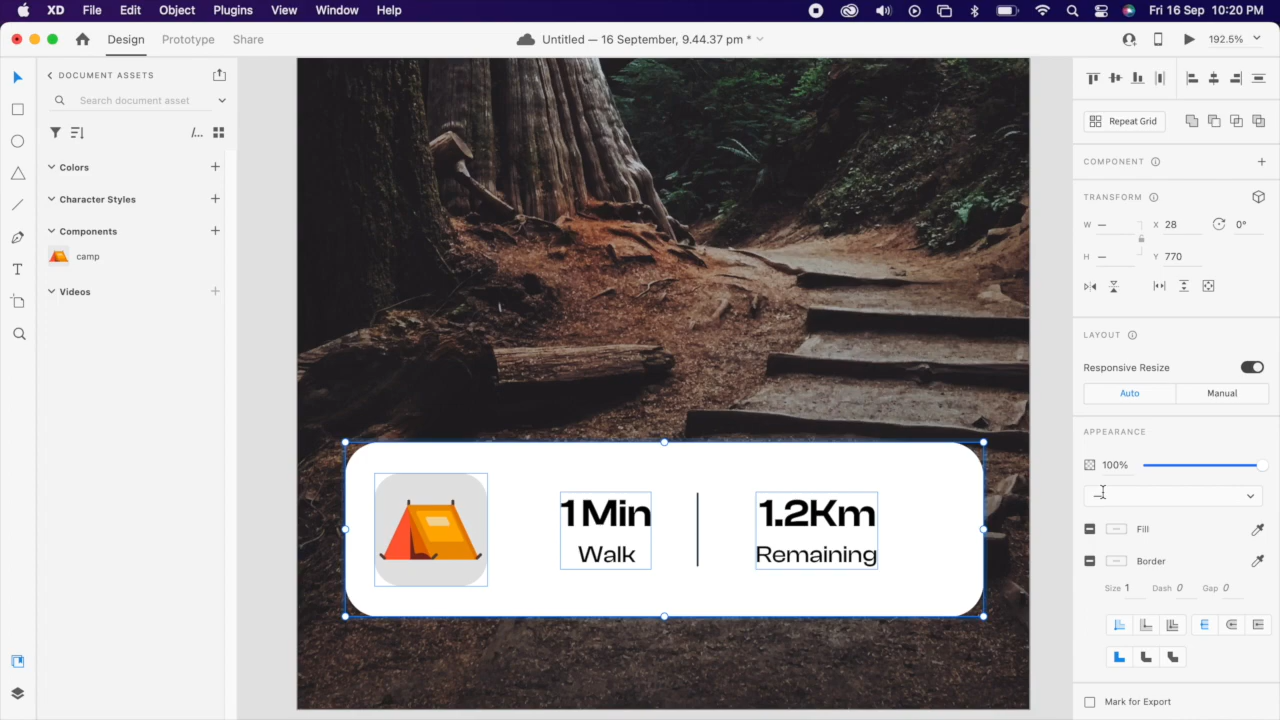 XD File Edit Object Plugins View Window Help Fri 16 Sep 10:20 PM
Design Prototype Share Untitled — 16 September, 9.44.37 pm * 192.5%
DOCUMENT ASSETS
Search document asset
Colors
Character Styles
Components
camp
Videos
1 Min
Walk
1.2Km
Remaining
Repeat Grid
COMPONENT
TRANSFORM
W — X 28 0°
H — Y 770
LAYOUT
Responsive Resize
Auto Manual
APPEARANCE
100%
Fill
Border
Size 1 Dash 0 Gap 0
Mark for Export